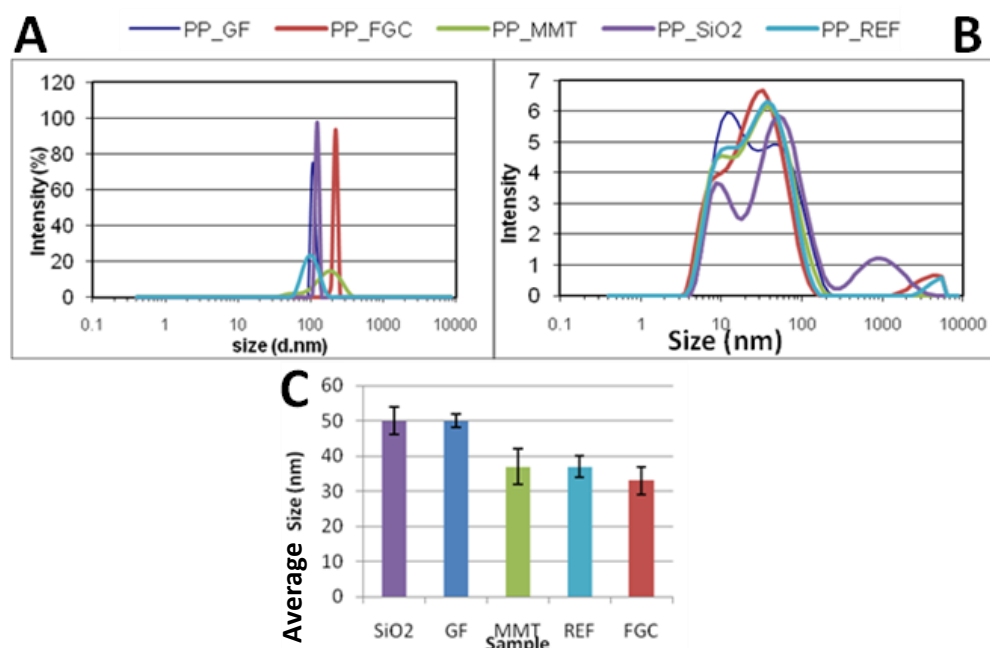 A
PP_GF PP_FGC PP_MMT PP_SiO2 PP_REF
B
Intensity (%)
120
100
80
60
40
20
0
0.1 1 10 100 1000 10000
size (d.nm)
Intensity
7
6
5
4
3
2
1
0
0.1 1 10 100 1000 10000
Size (nm)
C
Average Size (nm)
60
50
40
30
20
10
0
SiO2 GF MMT REF FGC
Sample